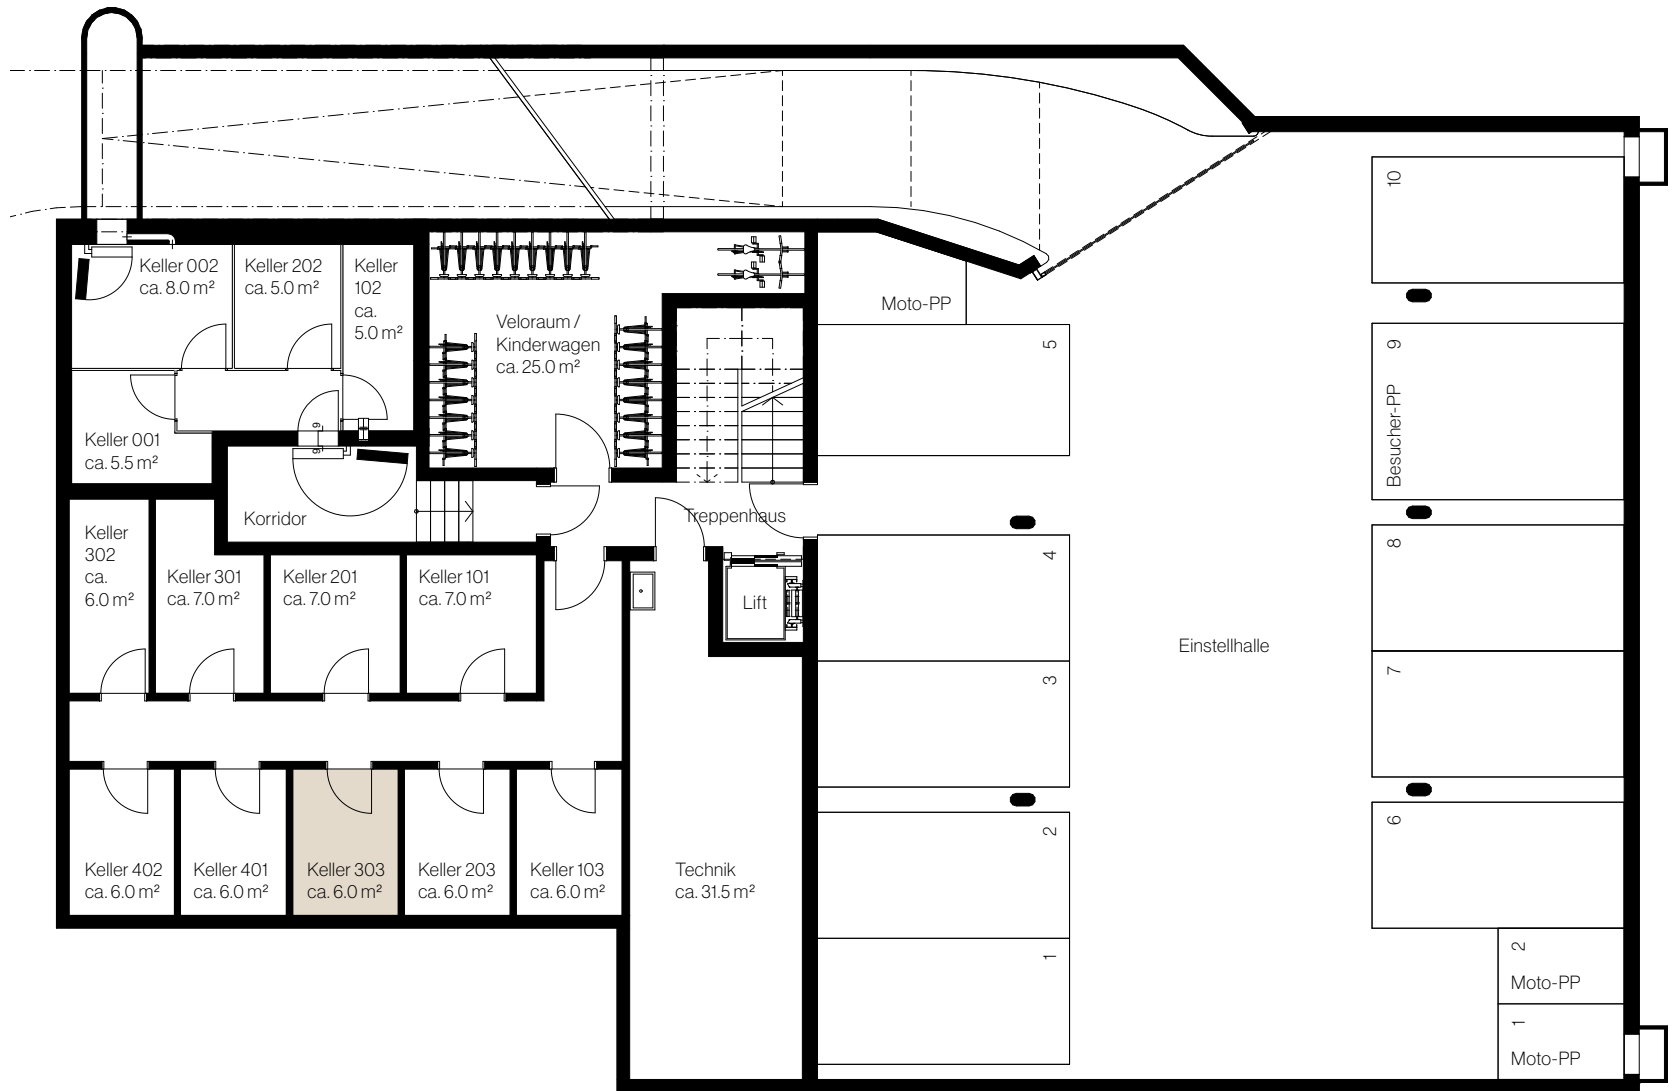 Keller 002
ca. 8.0 m²
Keller 202
ca. 5.0 m²
Keller
102
ca.
5.0 m²
Keller 001
ca. 5.5 m²
9
9
Korridor
Veloraum /
Kinderwagen
ca. 25.0 m²
Treppenhaus
Lift
Keller
302
ca.
6.0 m²
Keller 301
ca. 7.0 m²
Keller 201
ca. 7.0 m²
Keller 101
ca. 7.0 m²
Keller 402
ca. 6.0 m²
Keller 401
ca. 6.0 m²
Keller 303
ca. 6.0 m²
Keller 203
ca. 6.0 m²
Keller 103
ca. 6.0 m²
Technik
ca. 31.5 m²
Moto-PP
5
4
3
2
1
Einstellhalle
10
9
Besucher-PP
8
7
6
2
Moto-PP
1
Moto-PP